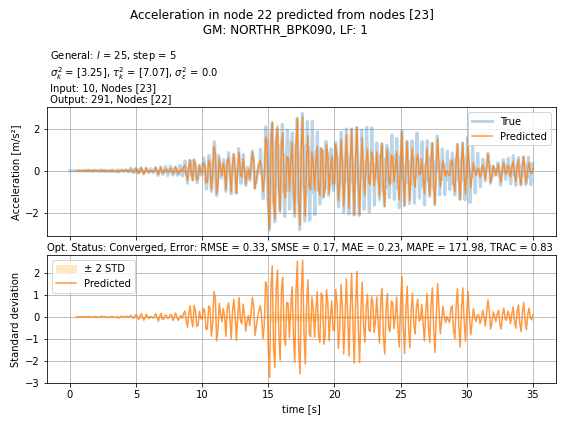 Acceleration in node 22 predicted from nodes [23]
GM: NORTHR_BPK090, LF: 1
General: l = 25, step = 5
σ²ₖ = [3.25], τ²ₖ = [7.07], σ²ε = 0.0
Input: 10, Nodes [23]
Output: 291, Nodes [22]
True
Predicted
Acceleration [m/s²]
2
0
−2
Opt. Status: Converged, Error: RMSE = 0.33, SMSE = 0.17, MAE = 0.23, MAPE = 171.98, TRAC = 0.83
± 2 STD
Predicted
Standard deviation
2
1
0
−1
−2
−3
0 5 10 15 20 25 30 35
time [s]